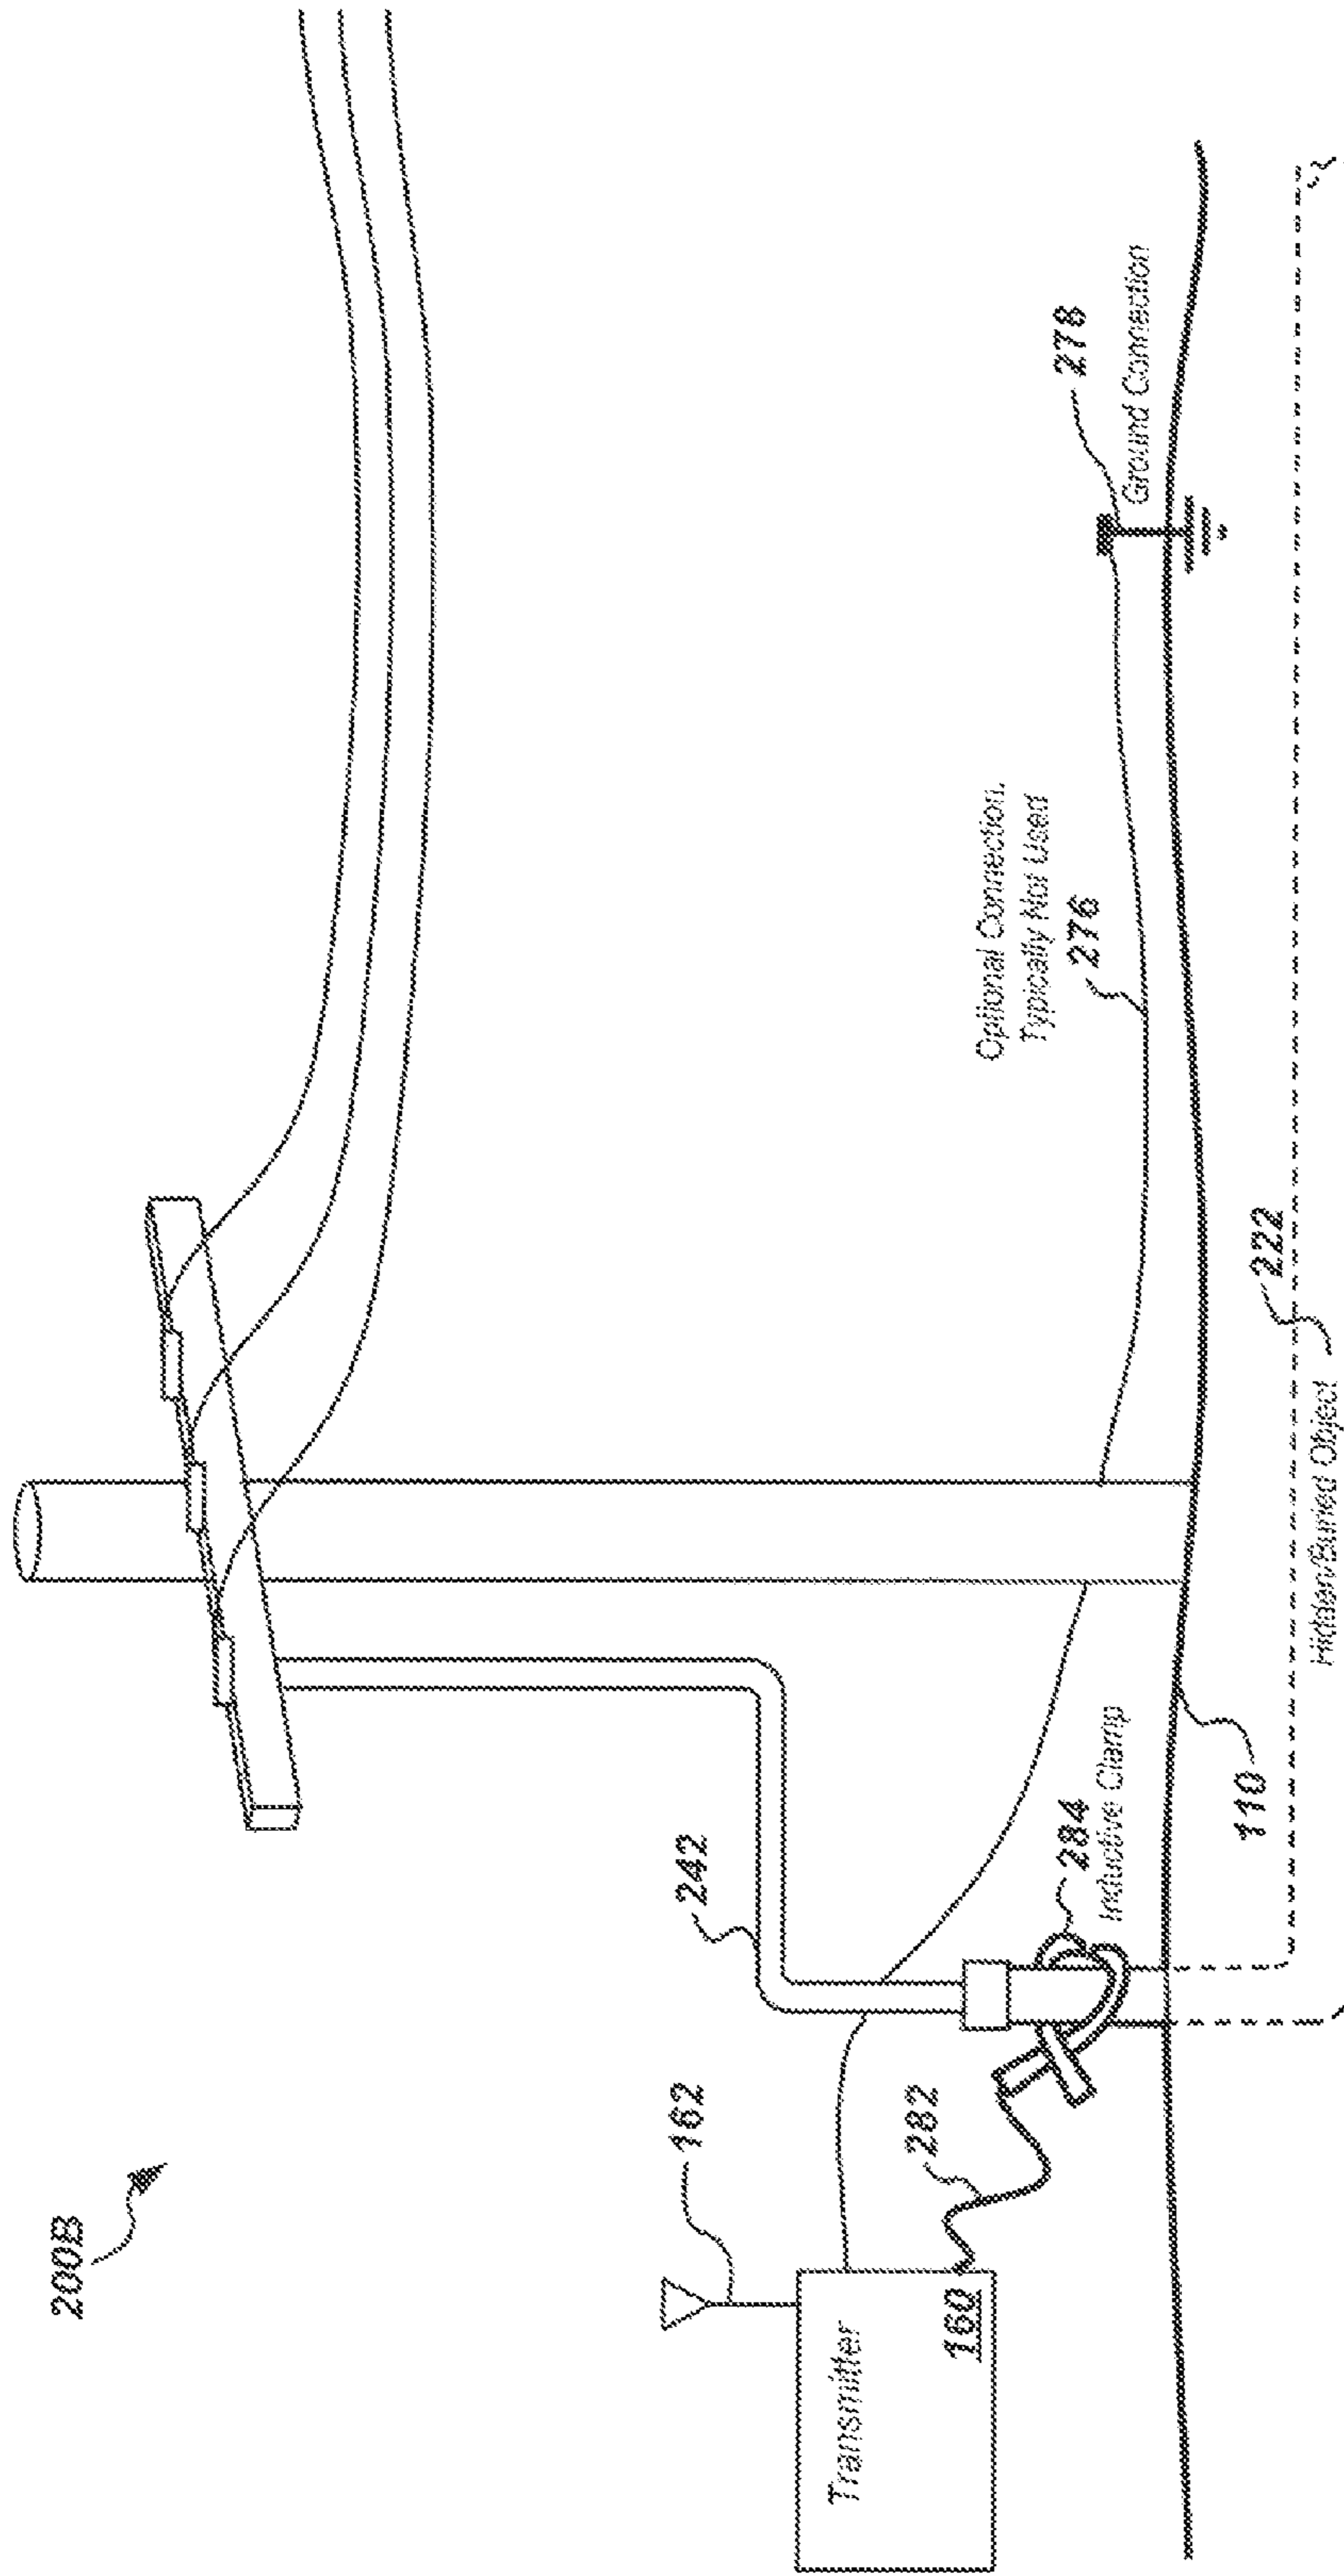 200B
242
162
Transmitter
160
282
284
Inductive Clamp
110
Optional Connection.
Typically Not Used
276
278
Ground Connection
222
Hidden/Buried Object